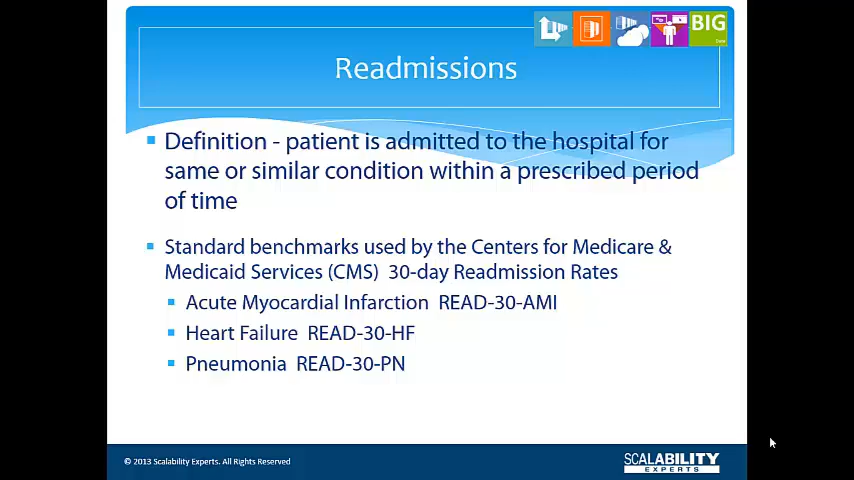 BIG
Data
Readmissions
Definition - patient is admitted to the hospital for
same or similar condition within a prescribed period
of time
Standard benchmarks used by the Centers for Medicare &
Medicaid Services (CMS) 30-day Readmission Rates
Acute Myocardial Infarction READ-30-AMI
Heart Failure READ-30-HF
Pneumonia READ-30-PN
© 2013 Scalability Experts. All Rights Reserved
SCALABILITY
EXPERTS